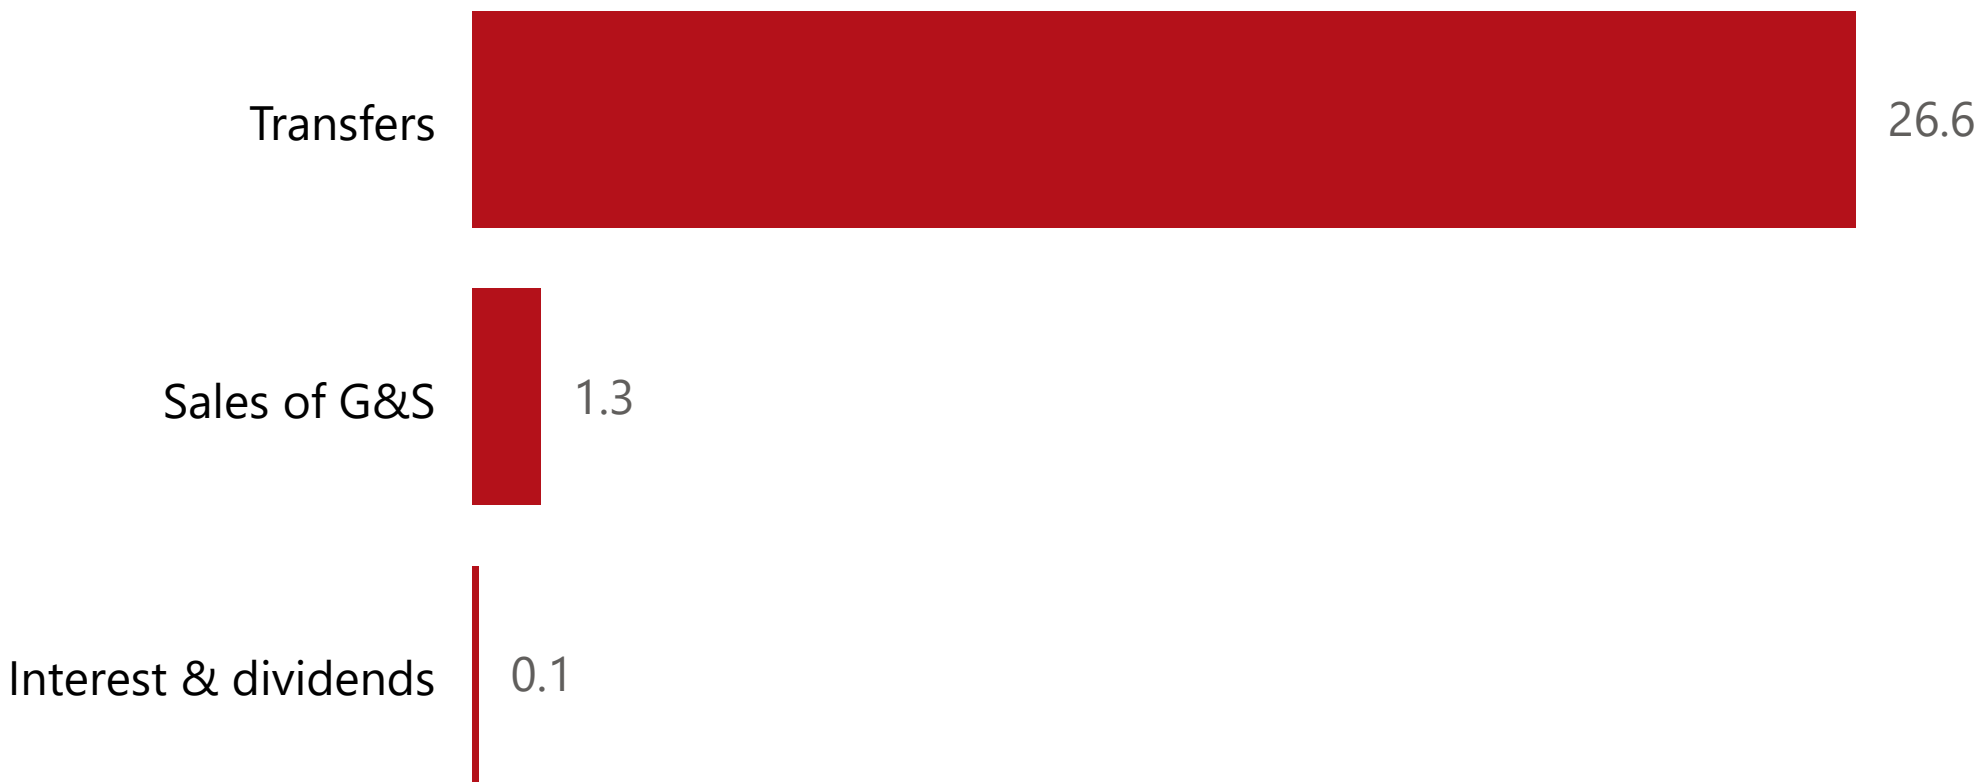 Transfers 26.6
Sales of G&S 1.3
Interest & dividends 0.1